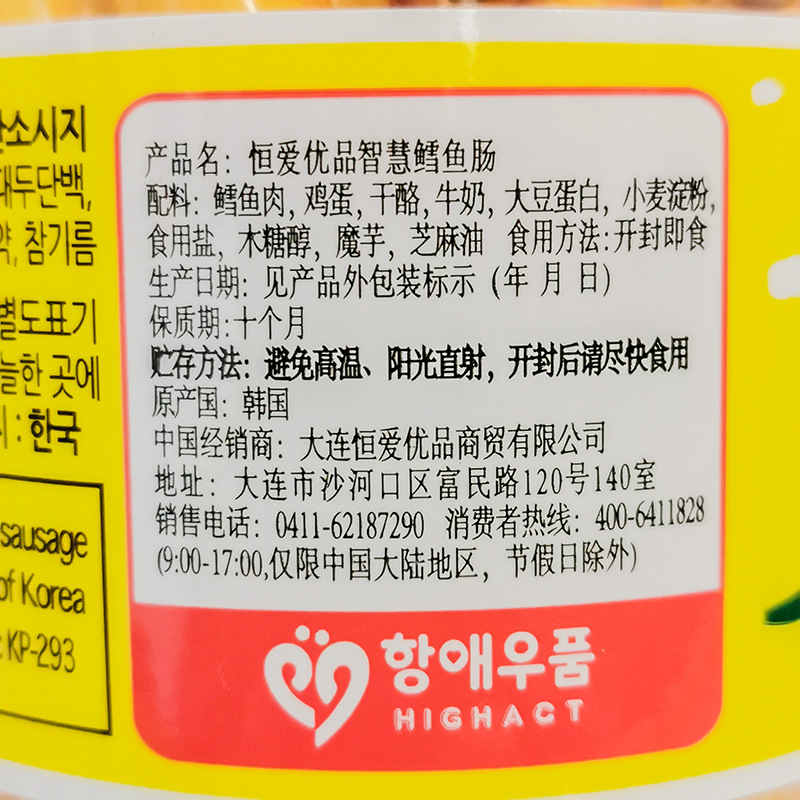 소시지
대두단백,
참기름
별도표기
늘한 곳에
: 한국
sausage
of Korea
: KP-293
产品名: 恒爱优品智慧鳕鱼肠
配料: 鳕鱼肉, 鸡蛋, 干酪, 牛奶, 大豆蛋白, 小麦淀粉,
食用盐, 木糖醇, 魔芋, 芝麻油 食用方法:开封即食
生产日期: 见产品外包装标示 (年 月 日)
保质期:十个月
贮存方法: 避免高温、阳光直射, 开封后请尽快食用
原产国: 韩国
中国经销商: 大连恒爱优品商贸有限公司
地址: 大连市沙河口区富民路120号140室
销售电话: 0411-62187290 消费者热线: 400-6411828
(9:00-17:00,仅限中国大陆地区, 节假日除外)
항애우품
HIGHACT